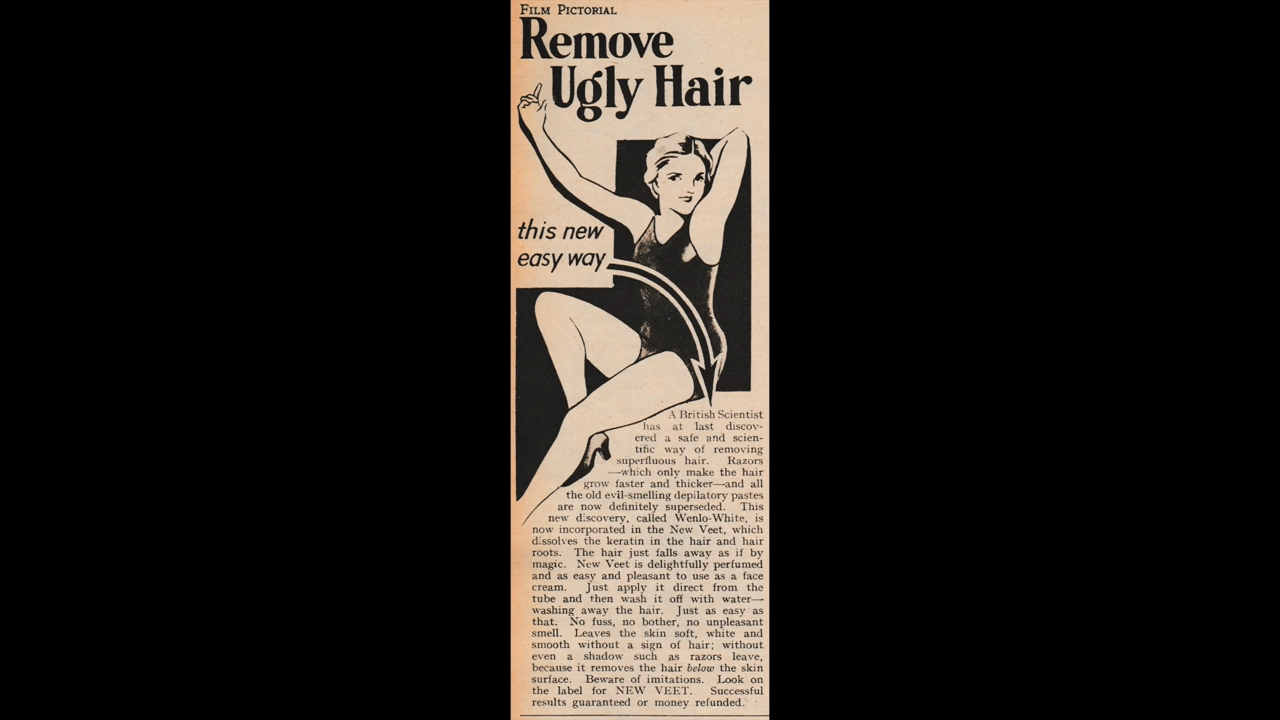 FILM PICTORIAL
Remove
Ugly Hair
this new
easy way
A British Scientist
has at last discov-
ered a safe and scien-
tific way of removing
superfluous hair. Razors
—which only make the hair
grow faster and thicker—and all
the old evil-smelling depilatory pastes
are now definitely superseded. This
new discovery, called Wenlo-White, is
now incorporated in the New Veet, which
dissolves the keratin in the hair and hair
roots. The hair just falls away as if by
magic. New Veet is delightfully perfumed
and as easy and pleasant to use as a face
cream. Just apply it direct from the
tube and then wash it off with water—
washing away the hair. Just as easy as
that. No fuss, no bother, no unpleasant
smell. Leaves the skin soft, white and
smooth without a sign of hair; without
even a shadow such as razors leave,
because it removes the hair below the skin
surface. Beware of imitations. Look on
the label for NEW VEET. Successful
results guaranteed or money refunded.